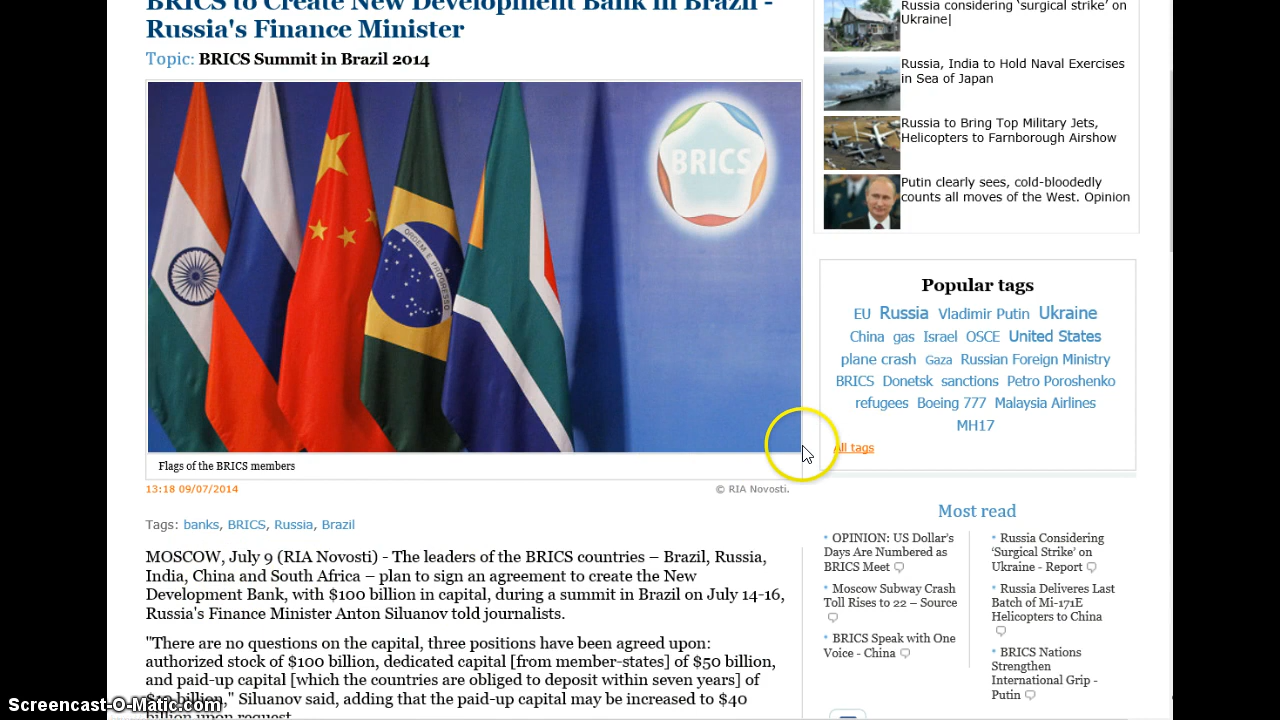 BRICS to Create New Development Bank in Brazil -
Russia's Finance Minister
Topic: BRICS Summit in Brazil 2014
BRICS
ORDEM E PROGRESSO
Flags of the BRICS members
13:18 09/07/2014
© RIA Novosti.
Tags: banks, BRICS, Russia, Brazil
MOSCOW, July 9 (RIA Novosti) - The leaders of the BRICS countries – Brazil, Russia,
India, China and South Africa – plan to sign an agreement to create the New
Development Bank, with $100 billion in capital, during a summit in Brazil on July 14-16,
Russia's Finance Minister Anton Siluanov told journalists.
"There are no questions on the capital, three positions have been agreed upon:
authorized stock of $100 billion, dedicated capital [from member-states] of $50 billion,
and paid-up capital [which the countries are obliged to deposit within seven years] of
billion," Siluanov said, adding that the paid-up capital may be increased to $40
billion upon request.
Russia considering 'surgical strike' on
Ukraine|
Russia, India to Hold Naval Exercises
in Sea of Japan
Russia to Bring Top Military Jets,
Helicopters to Farnborough Airshow
Putin clearly sees, cold-bloodedly
counts all moves of the West. Opinion
Popular tags
EU Russia Vladimir Putin Ukraine
China gas Israel OSCE United States
plane crash Gaza Russian Foreign Ministry
BRICS Donetsk sanctions Petro Poroshenko
refugees Boeing 777 Malaysia Airlines
MH17
All tags
Most read
OPINION: US Dollar's
Days Are Numbered as
BRICS Meet
Moscow Subway Crash
Toll Rises to 22 – Source
BRICS Speak with One
Voice - China
Russia Considering
'Surgical Strike' on
Ukraine - Report
Russia Delivers Last
Batch of Mi-171E
Helicopters to China
BRICS Nations
Strengthen
International Grip -
Putin
Screencast-O-Matic.com